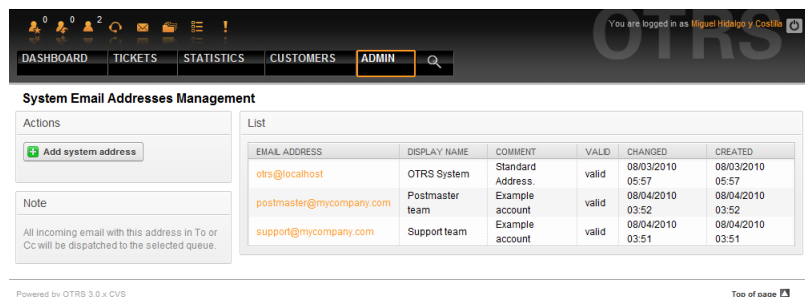 0 0 2 !
You are logged in as Miguel Hidalgo y Costilla
OTRS
DASHBOARD TICKETS STATISTICS CUSTOMERS ADMIN
System Email Addresses Management
Actions
Add system address
Note
All incoming email with this address in To or
Cc will be dispatched to the selected queue.
List
EMAIL ADDRESS DISPLAY NAME COMMENT VALID CHANGED CREATED
otrs@localhost OTRS System Standard Address. valid 08/03/2010 05:57 08/03/2010 05:57
postmaster@mycompany.com Postmaster team Example account valid 08/04/2010 03:52 08/04/2010 03:52
support@mycompany.com Support team Example account valid 08/04/2010 03:51 08/04/2010 03:51
Powered by OTRS 3.0.x CVS
Top of page